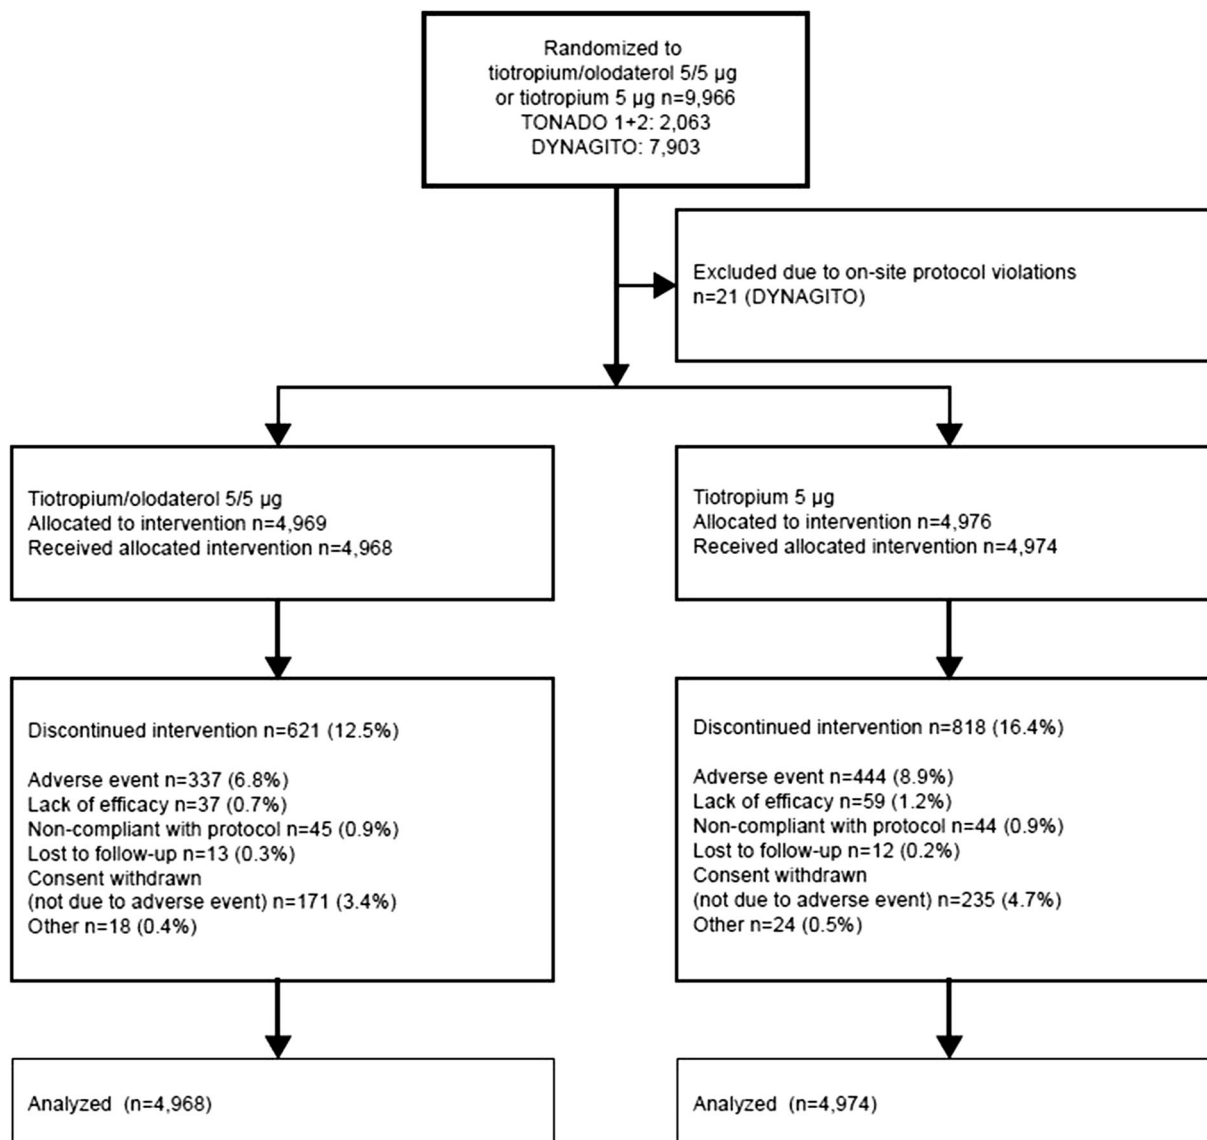 Randomized to
tiotropium/olodaterol 5/5 µg
or tiotropium 5 µg n=9,966
TONADO 1+2: 2,063
DYNAGITO: 7,903
Excluded due to on-site protocol violations
n=21 (DYNAGITO)
Tiotropium/olodaterol 5/5 µg
Allocated to intervention n=4,969
Received allocated intervention n=4,968
Tiotropium 5 µg
Allocated to intervention n=4,976
Received allocated intervention n=4,974
Discontinued intervention n=621 (12.5%)
Adverse event n=337 (6.8%)
Lack of efficacy n=37 (0.7%)
Non-compliant with protocol n=45 (0.9%)
Lost to follow-up n=13 (0.3%)
Consent withdrawn
(not due to adverse event) n=171 (3.4%)
Other n=18 (0.4%)
Discontinued intervention n=818 (16.4%)
Adverse event n=444 (8.9%)
Lack of efficacy n=59 (1.2%)
Non-compliant with protocol n=44 (0.9%)
Lost to follow-up n=12 (0.2%)
Consent withdrawn
(not due to adverse event) n=235 (4.7%)
Other n=24 (0.5%)
Analyzed (n=4,968)
Analyzed (n=4,974)